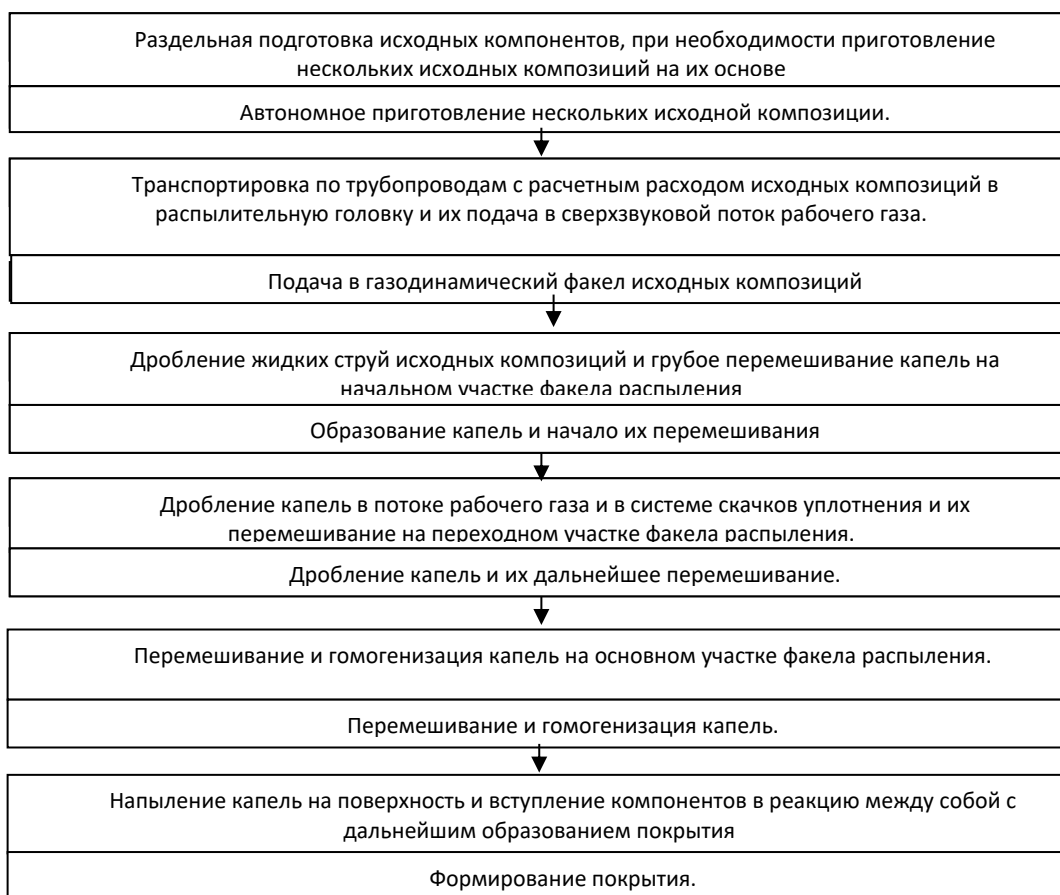 Раздельная подготовка исходных компонентов, при необходимости приготовление
нескольких исходных композиций на их основе
Автономное приготовление нескольких исходной композиции.
Транспортировка по трубопроводам с расчетным расходом исходных композиций в
распылительную головку и их подача в сверхзвуковой поток рабочего газа.
Подача в газодинамический факел исходных композиций
Дробление жидких струй исходных композиций и грубое перемешивание капель на
начальном участке факела распыления
Образование капель и начало их перемешивания
Дробление капель в потоке рабочего газа и в системе скачков уплотнения и их
перемешивание на переходном участке факела распыления.
Дробление капель и их дальнейшее перемешивание.
Перемешивание и гомогенизация капель на основном участке факела распыления.
Перемешивание и гомогенизация капель.
Напыление капель на поверхность и вступление компонентов в реакцию между собой с
дальнейшим образованием покрытия
Формирование покрытия.